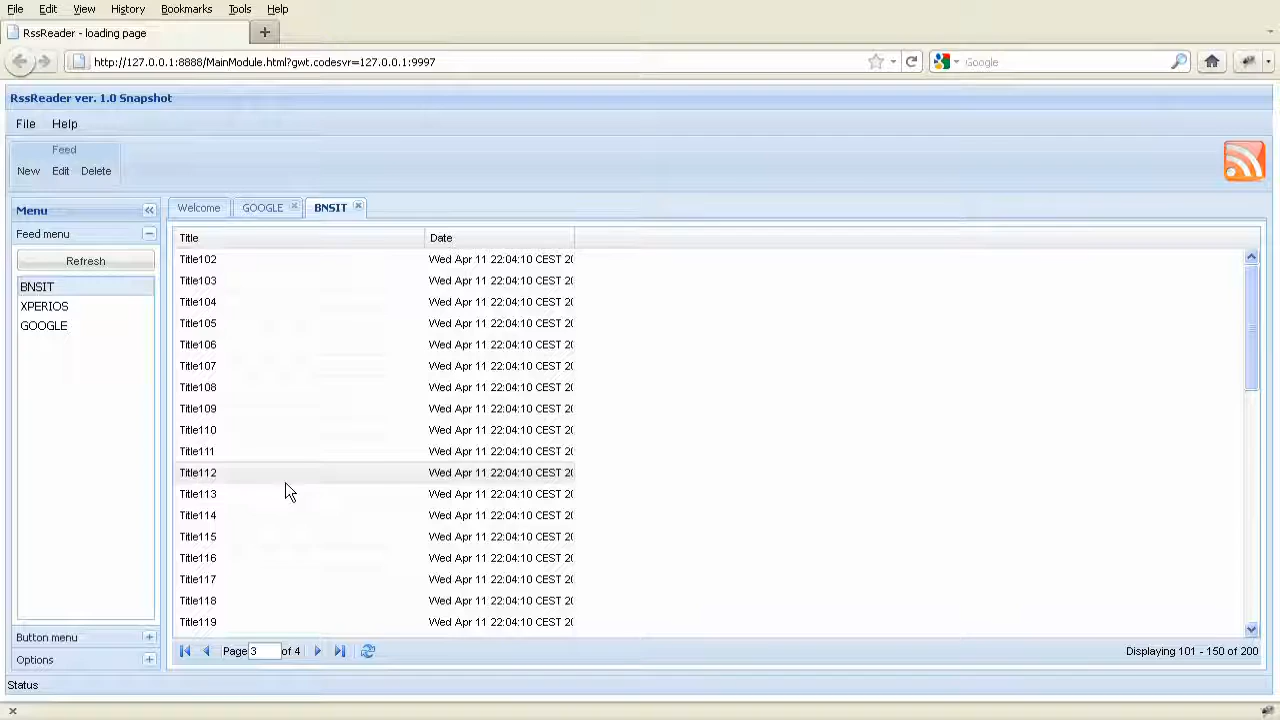 File Edit View History Bookmarks Tools Help
RssReader - loading page +
http://127.0.0.1:8888/MainModule.html?gwt.codesvr=127.0.0.1:9997 Google
RssReader ver. 1.0 Snapshot
File Help
Feed
New Edit Delete
Menu
Feed menu
Refresh
BNSIT
XPERIOS
GOOGLE
Button menu
Options
Welcome GOOGLE BNSIT
Title Date
Title102 Wed Apr 11 22:04:10 CEST 20
Title103 Wed Apr 11 22:04:10 CEST 20
Title104 Wed Apr 11 22:04:10 CEST 20
Title105 Wed Apr 11 22:04:10 CEST 20
Title106 Wed Apr 11 22:04:10 CEST 20
Title107 Wed Apr 11 22:04:10 CEST 20
Title108 Wed Apr 11 22:04:10 CEST 20
Title109 Wed Apr 11 22:04:10 CEST 20
Title110 Wed Apr 11 22:04:10 CEST 20
Title111 Wed Apr 11 22:04:10 CEST 20
Title112 Wed Apr 11 22:04:10 CEST 20
Title113 Wed Apr 11 22:04:10 CEST 20
Title114 Wed Apr 11 22:04:10 CEST 20
Title115 Wed Apr 11 22:04:10 CEST 20
Title116 Wed Apr 11 22:04:10 CEST 20
Title117 Wed Apr 11 22:04:10 CEST 20
Title118 Wed Apr 11 22:04:10 CEST 20
Title119 Wed Apr 11 22:04:10 CEST 20
Page 3 of 4 Displaying 101 - 150 of 200
Status